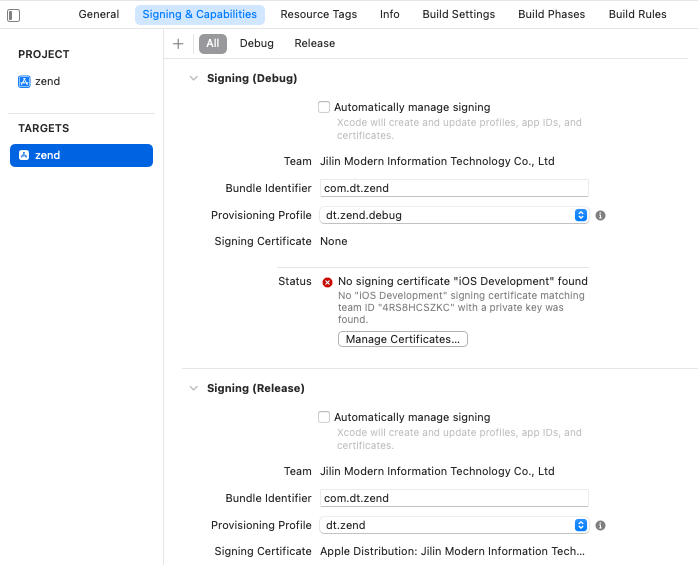 General Signing & Capabilities Resource Tags Info Build Settings Build Phases Build Rules
All Debug Release
PROJECT
zend
TARGETS
zend
Signing (Debug)
Automatically manage signing
Xcode will create and update profiles, app IDs, and
certificates.
Team Jilin Modern Information Technology Co., Ltd
Bundle Identifier com.dt.zend
Provisioning Profile dt.zend.debug
Signing Certificate None
Status No signing certificate "iOS Development" found
No "iOS Development" signing certificate matching
team ID "4RS8HCSZKC" with a private key was
found.
Manage Certificates...
Signing (Release)
Automatically manage signing
Xcode will create and update profiles, app IDs, and
certificates.
Team Jilin Modern Information Technology Co., Ltd
Bundle Identifier com.dt.zend
Provisioning Profile dt.zend
Signing Certificate Apple Distribution: Jilin Modern Information Tech...